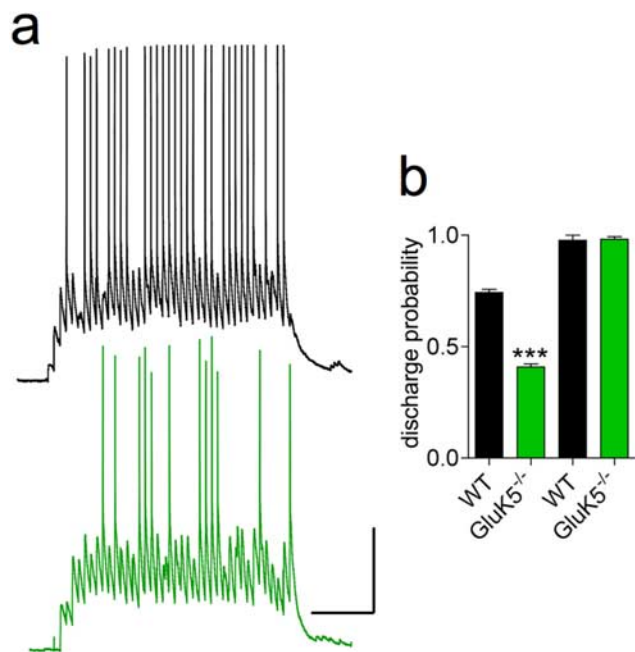 a
b
discharge probability
1.0
0.5
0.0
***
WT
GluK5-/-
WT
GluK5-/-